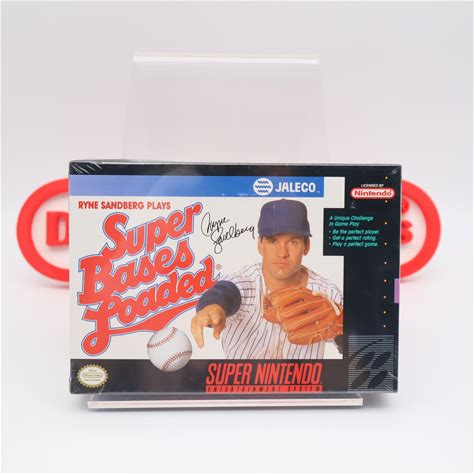 JALECO
LICENSED BY
Nintendo
RYNE SANDBERG PLAYS
Super
Bases
Loaded
Ryne
Sandberg
A Unique Challenge
in Game Play
- Be the perfect player.
- Get a perfect rating.
- Play a perfect game.
SUPER NINTENDO
ENTERTAINMENT SYSTEM